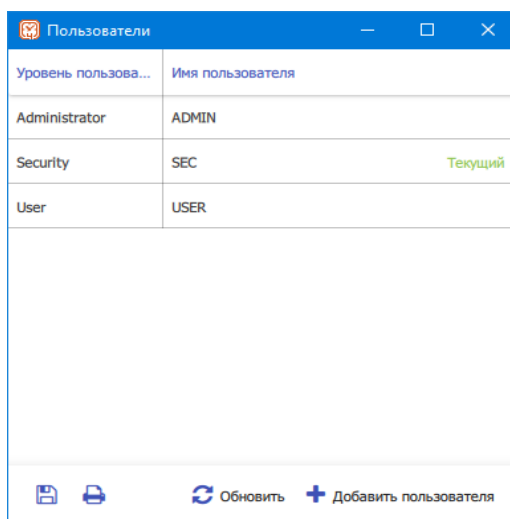 Пользователи
Уровень пользова... Имя пользователя
Administrator ADMIN
Security SEC Текущий
User USER
Обновить Добавить пользователя